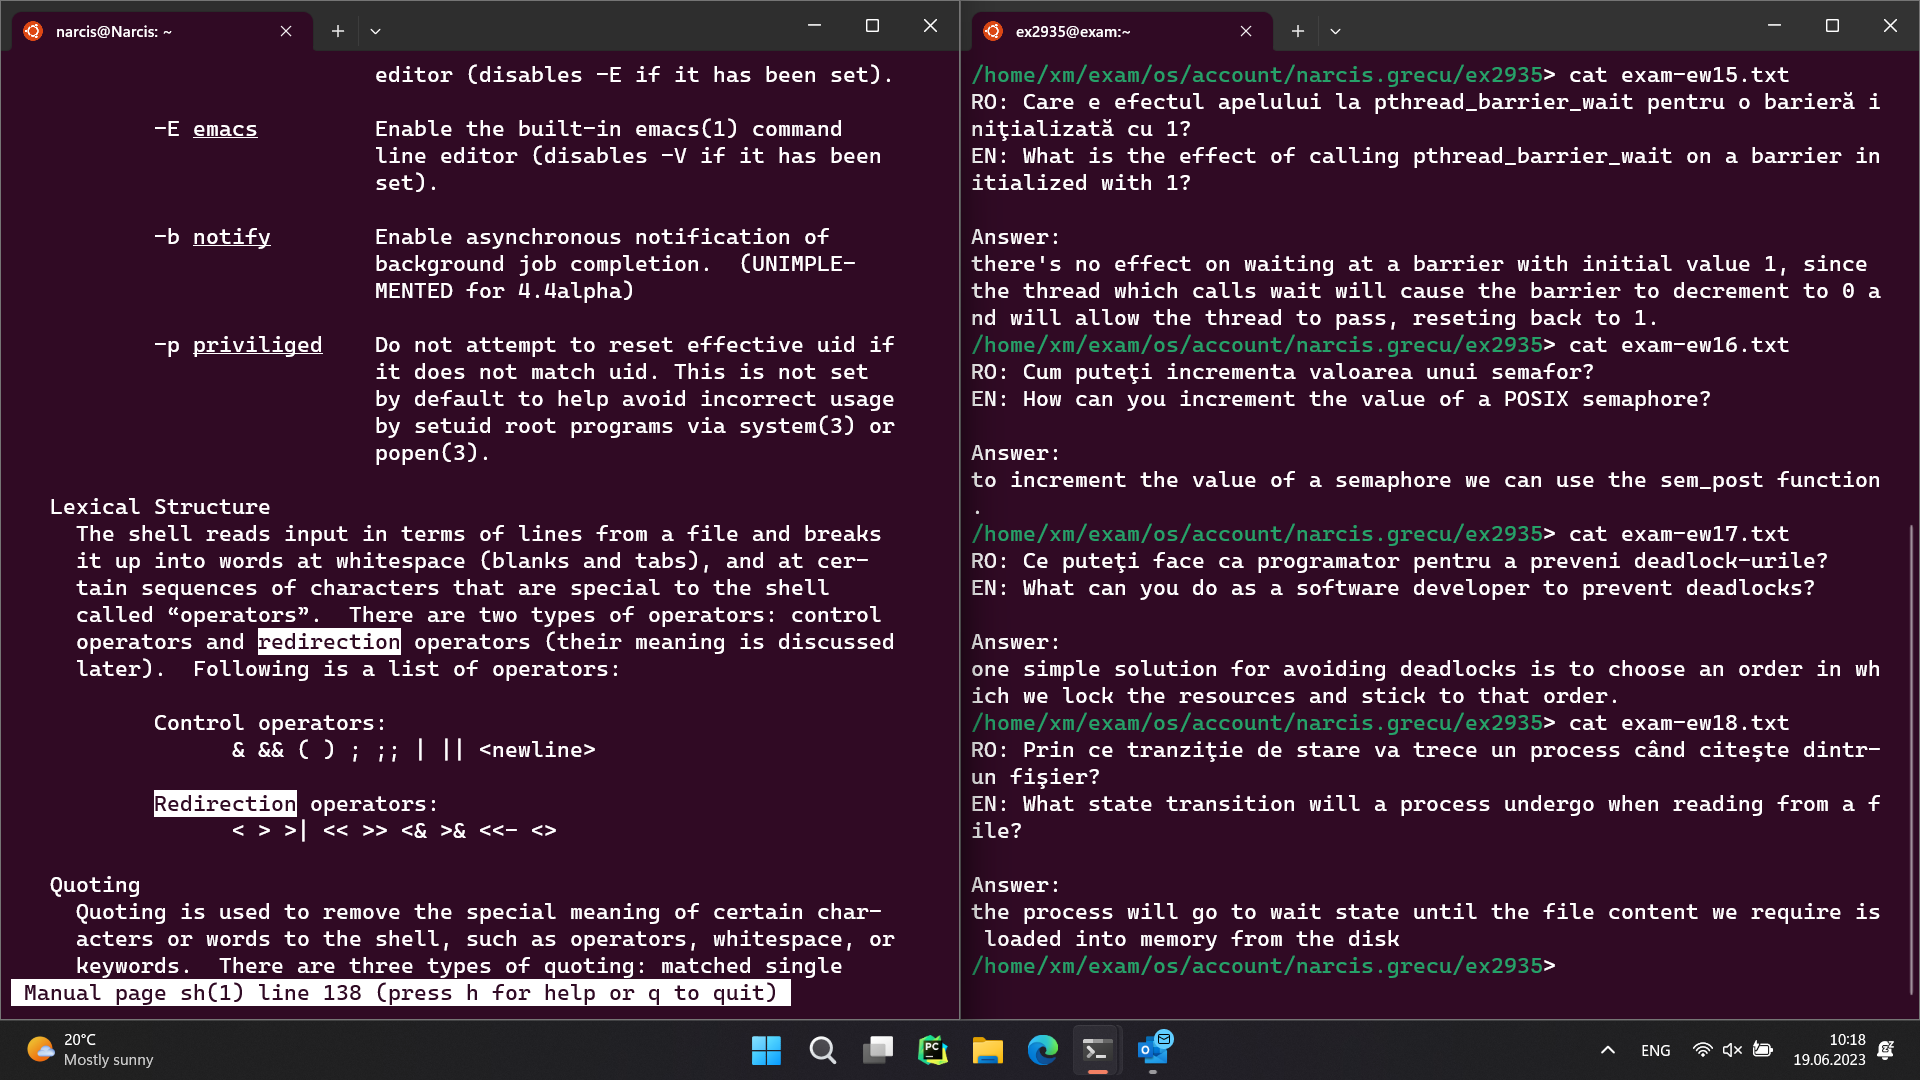 narcis@Narcis: ~
editor (disables -E if it has been set).
-E emacs Enable the built-in emacs(1) command
line editor (disables -V if it has been
set).
-b notify Enable asynchronous notification of
background job completion. (UNIMPLE-
MENTED for 4.4alpha)
-p priviliged Do not attempt to reset effective uid if
it does not match uid. This is not set
by default to help avoid incorrect usage
by setuid root programs via system(3) or
popen(3).
Lexical Structure
The shell reads input in terms of lines from a file and breaks
it up into words at whitespace (blanks and tabs), and at cer-
tain sequences of characters that are special to the shell
called “operators”. There are two types of operators: control
operators and redirection operators (their meaning is discussed
later). Following is a list of operators:
Control operators:
& && ( ) ; ;; | || <newline>
Redirection operators:
< > >| << >> <& >& <<- <>
Quoting
Quoting is used to remove the special meaning of certain char-
acters or words to the shell, such as operators, whitespace, or
keywords. There are three types of quoting: matched single
Manual page sh(1) line 138 (press h for help or q to quit)
ex2935@exam:~
/home/xm/exam/os/account/narcis.grecu/ex2935> cat exam-ew15.txt
RO: Care e efectul apelului la pthread_barrier_wait pentru o barieră i
niţializată cu 1?
EN: What is the effect of calling pthread_barrier_wait on a barrier in
itialized with 1?
Answer:
there's no effect on waiting at a barrier with initial value 1, since
the thread which calls wait will cause the barrier to decrement to 0 a
nd will allow the thread to pass, reseting back to 1.
/home/xm/exam/os/account/narcis.grecu/ex2935> cat exam-ew16.txt
RO: Cum puteţi incrementa valoarea unui semafor?
EN: How can you increment the value of a POSIX semaphore?
Answer:
to increment the value of a semaphore we can use the sem_post function
.
/home/xm/exam/os/account/narcis.grecu/ex2935> cat exam-ew17.txt
RO: Ce puteţi face ca programator pentru a preveni deadlock-urile?
EN: What can you do as a software developer to prevent deadlocks?
Answer:
one simple solution for avoiding deadlocks is to choose an order in wh
ich we lock the resources and stick to that order.
/home/xm/exam/os/account/narcis.grecu/ex2935> cat exam-ew18.txt
RO: Prin ce tranziţie de stare va trece un process când citeşte dintr-
un fişier?
EN: What state transition will a process undergo when reading from a f
ile?
Answer:
the process will go to wait state until the file content we require is
loaded into memory from the disk
/home/xm/exam/os/account/narcis.grecu/ex2935>
20°C
Mostly sunny
PC
ENG
10:18
19.06.2023